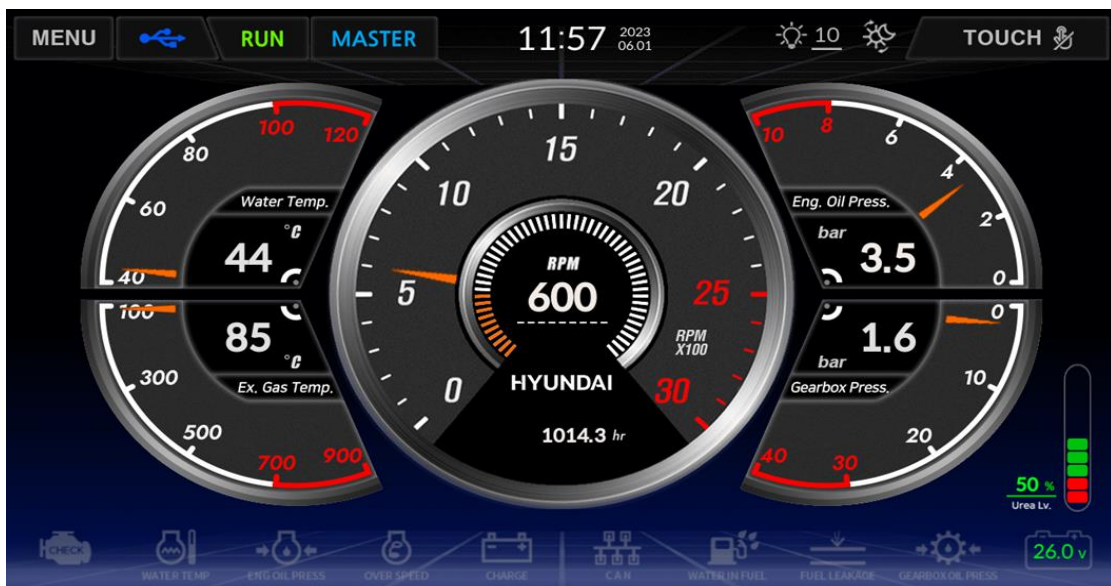 MENU
RUN
MASTER
11:57 2023
06.01
10
TOUCH
40
60
80
100
120
Water Temp.
°C
44
100
300
500
700
900
85
°C
Ex. Gas Temp.
0
5
10
15
20
25
30
RPM
X100
RPM
600
HYUNDAI
1014.3 hr
10
8
6
4
2
0
Eng. Oil Press.
bar
3.5
0
10
20
30
40
1.6
bar
Gearbox Press.
50 %
Urea Lv.
CHECK
WATER TEMP
ENG OIL PRESS
OVER SPEED
CHARGE
CAN
WATER IN FUEL
FUEL LEAKAGE
GEARBOX OIL PRESS
26.0 v